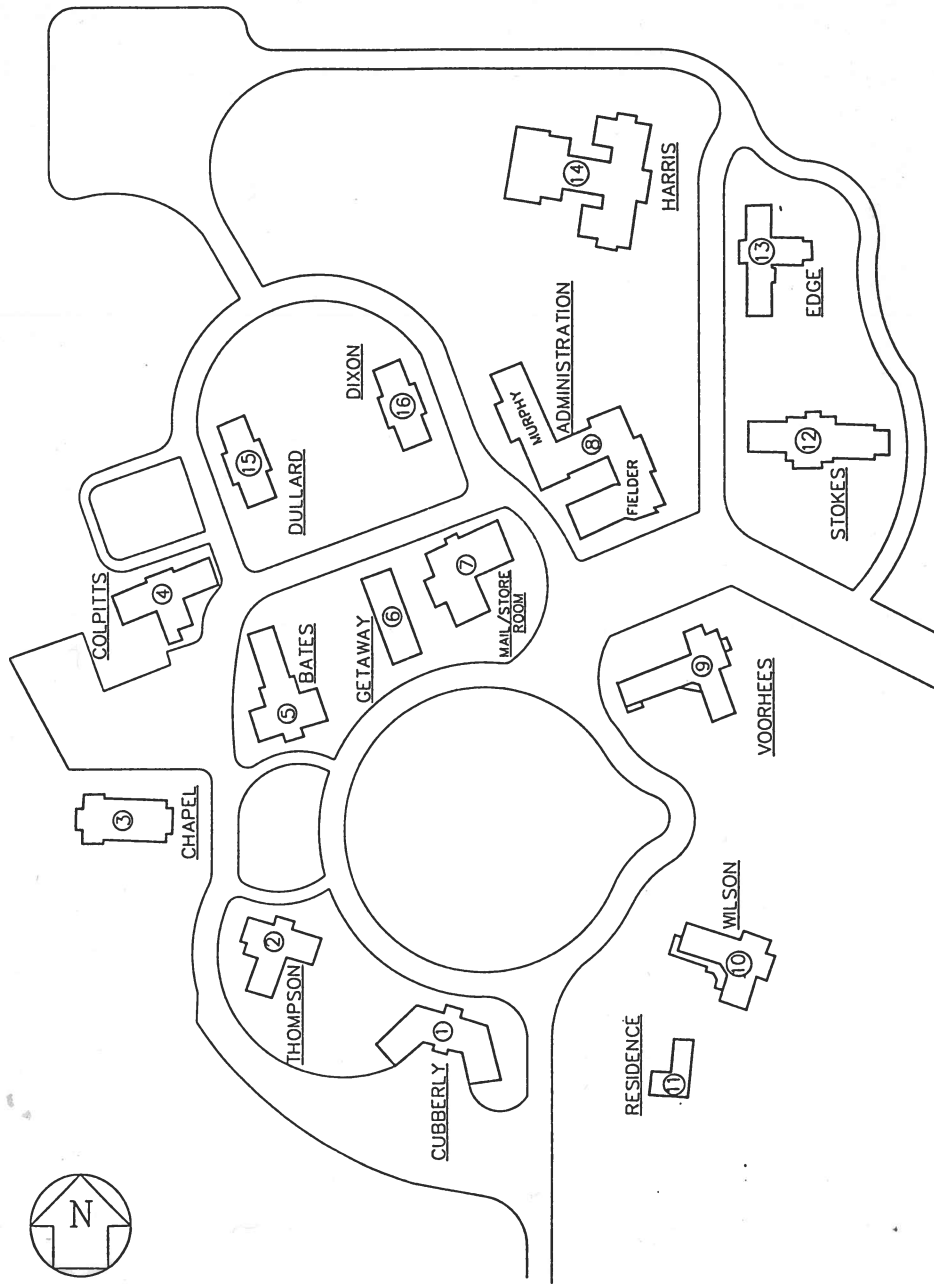 N
CUBBERLY
1
THOMPSON
2
CHAPEL
3
COLPITTS
4
BATES
5
GETAWAY
6
MAIL/STORE
ROOM
7
ADMINISTRATION
MURPHY
8
FIELDER
VOORHEES
9
WILSON
10
RESIDENCE
11
STOKES
12
EDGE
13
HARRIS
14
DULLARD
15
DIXON
16